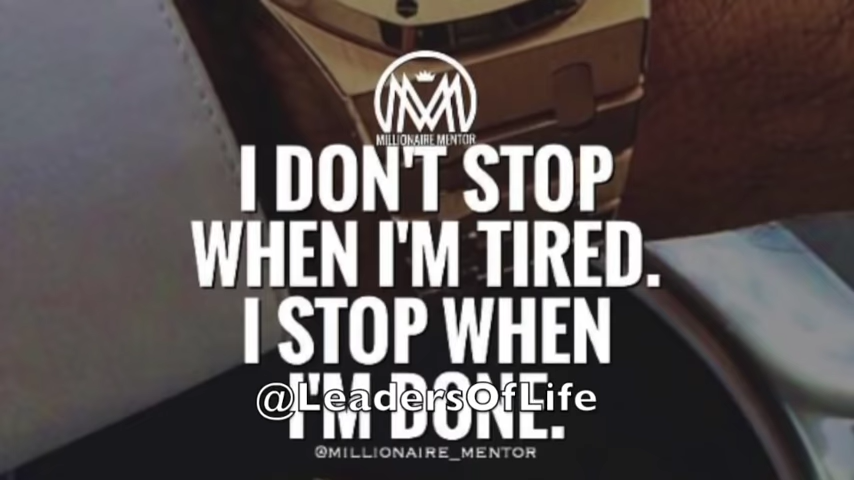 MILLIONAIRE MENTOR
I DON'T STOP
WHEN I'M TIRED.
I STOP WHEN
I'M DONE.
@LeadersOfLife
@MILLIONAIRE_MENTOR